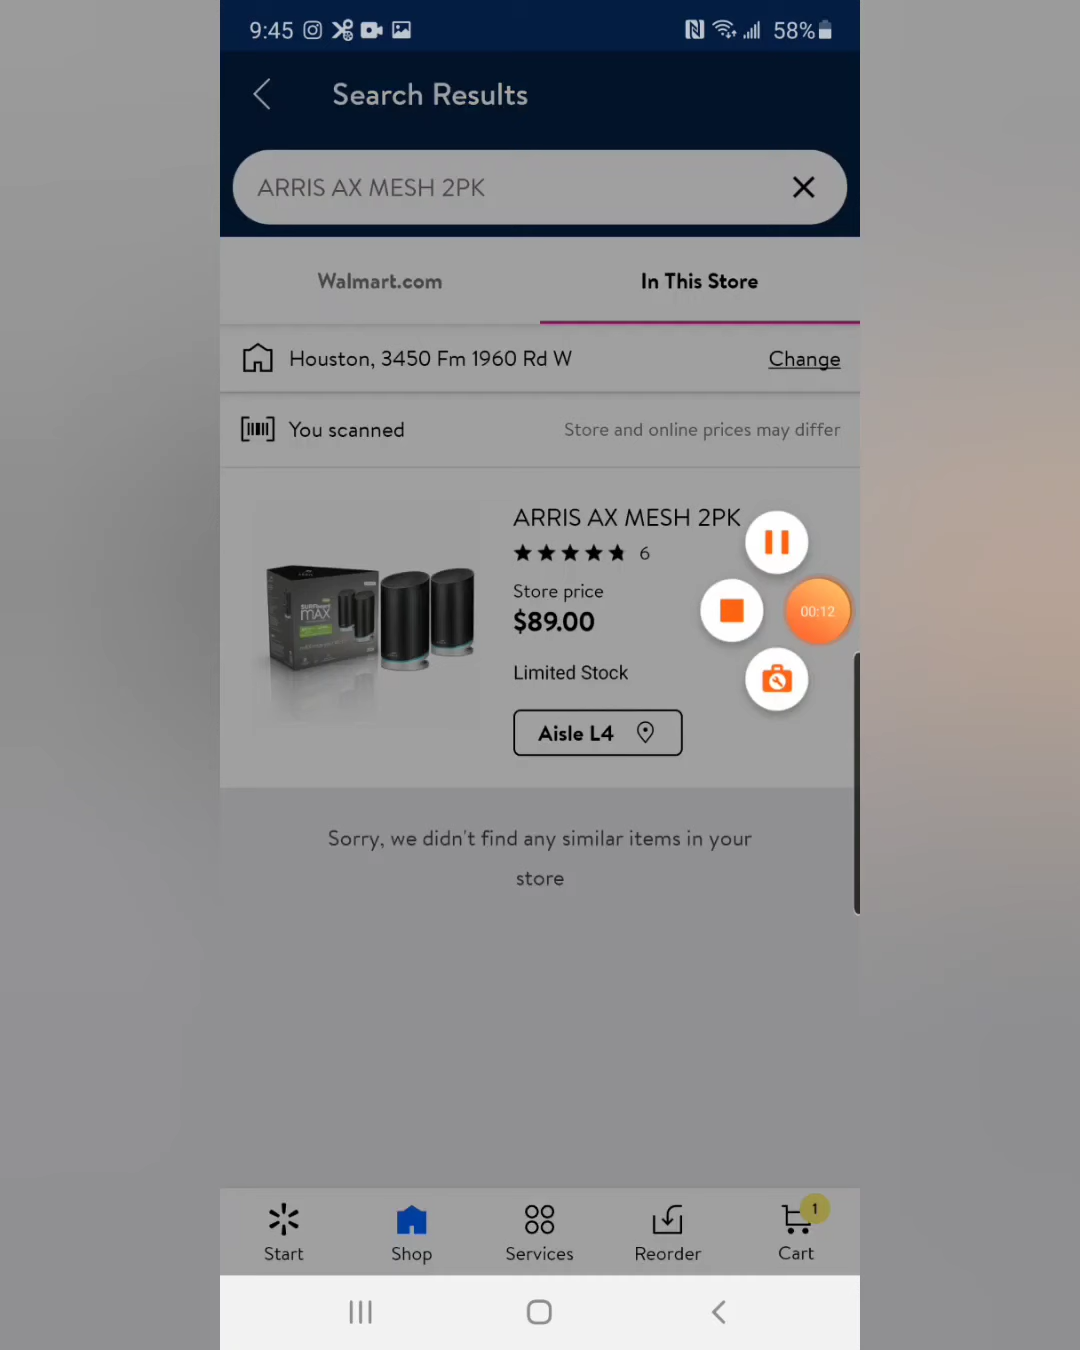 9:45 58%
Search Results
ARRIS AX MESH 2PK
Walmart.com In This Store
Houston, 3450 Fm 1960 Rd W Change
You scanned Store and online prices may differ
ARRIS AX MESH 2PK
6
Store price
$89.00
00:12
Limited Stock
Aisle L4
SURFboard
MAX
Sorry, we didn't find any similar items in your
store
1
Start Shop Services Reorder Cart